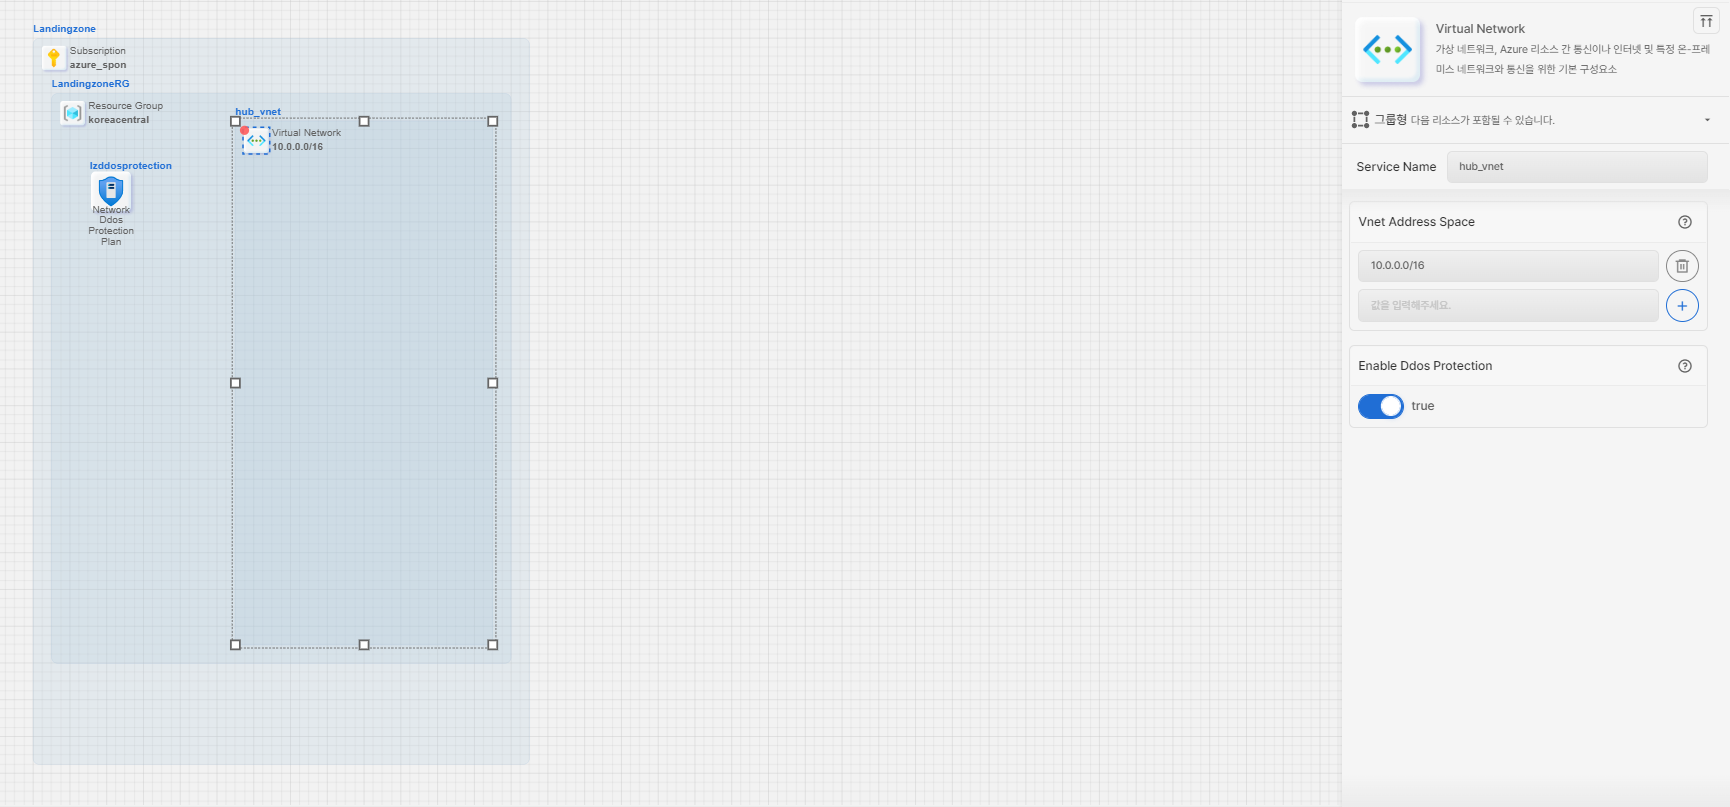 Landingzone
Subscription
azure_spon
LandingzoneRG
Resource Group
koreacentral
lzddosprotection
Network
Ddos
Protection
Plan
hub_vnet
Virtual Network
10.0.0.0/16
Virtual Network
가상 네트워크, Azure 리소스 간 통신이나 인터넷 및 특정 온-프레
미스 네트워크와 통신을 위한 기본 구성요소
그룹형 다음 리소스가 포함될 수 있습니다.
Service Name hub_vnet
Vnet Address Space
10.0.0.0/16
값을 입력해주세요.
Enable Ddos Protection
true